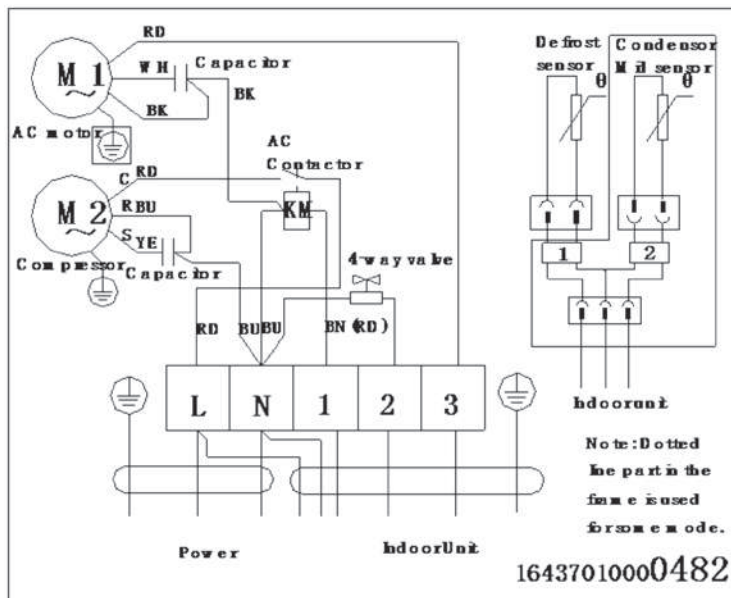 RD
Defrost sensor
Condensor Mid sensor
θ
θ
M 1
WH
Capacitor
BK
BK
AC motor
AC Contactor
C RD
KM
R BU
M 2
S YE
Compressor
Capacitor
4-way valve
1
2
RD
BU
BU
BN (RD)
L
N
1
2
3
Indoor unit
Note: Dotted
line part in the
frame is used
for some mode.
Power
Indoor Unit
16437010000482